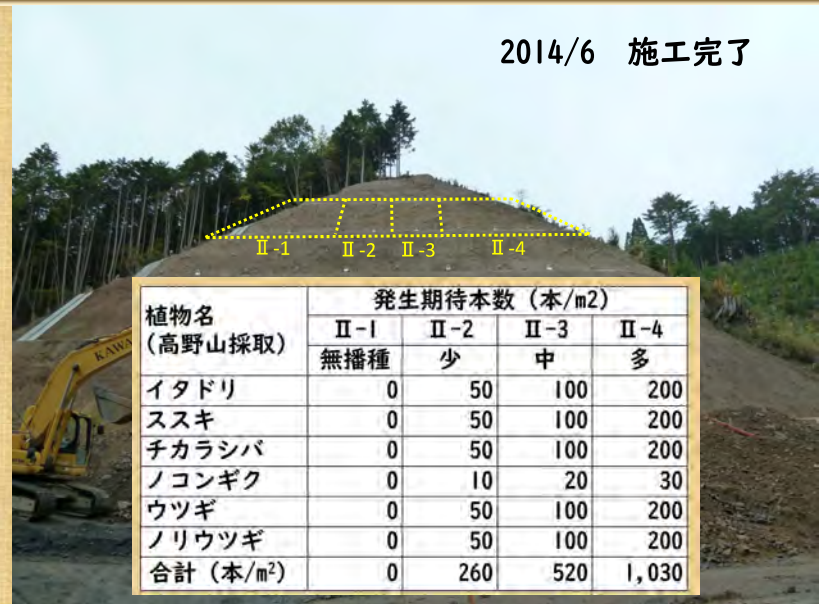 2014/6 施工完了
Ⅱ-1 Ⅱ-2 Ⅱ-3 Ⅱ-4
植物名
(高野山採取)
発生期待本数（本/m2）
Ⅱ-1 Ⅱ-2 Ⅱ-3 Ⅱ-4
無播種 少 中 多
イタドリ 0 50 100 200
ススキ 0 50 100 200
チカラシバ 0 50 100 200
ノコンギク 0 10 20 30
ウツギ 0 50 100 200
ノリウツギ 0 50 100 200
合計（本/m²） 0 260 520 1,030
KAWA